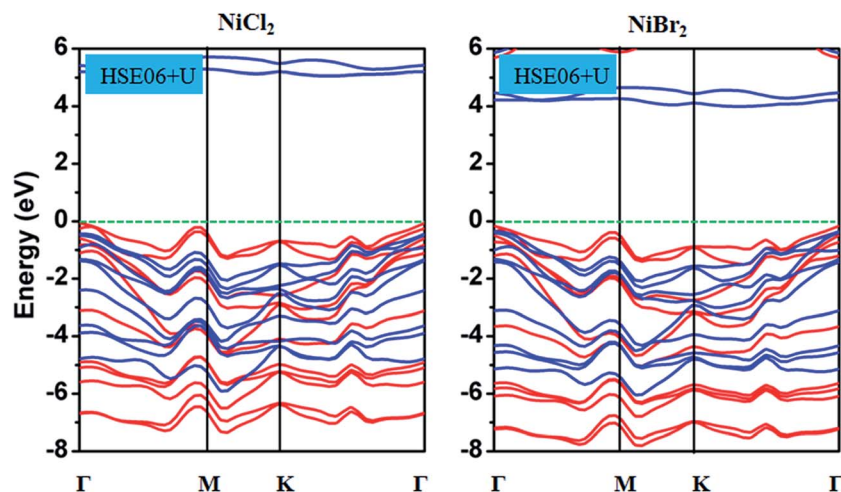 NiCl2
NiBr2
6
HSE06+U
4
2
0
-2
-4
-6
-8
Energy (eV)
Γ
M
K
Γ
6
HSE06+U
4
2
0
-2
-4
-6
-8
Γ
M
K
Γ